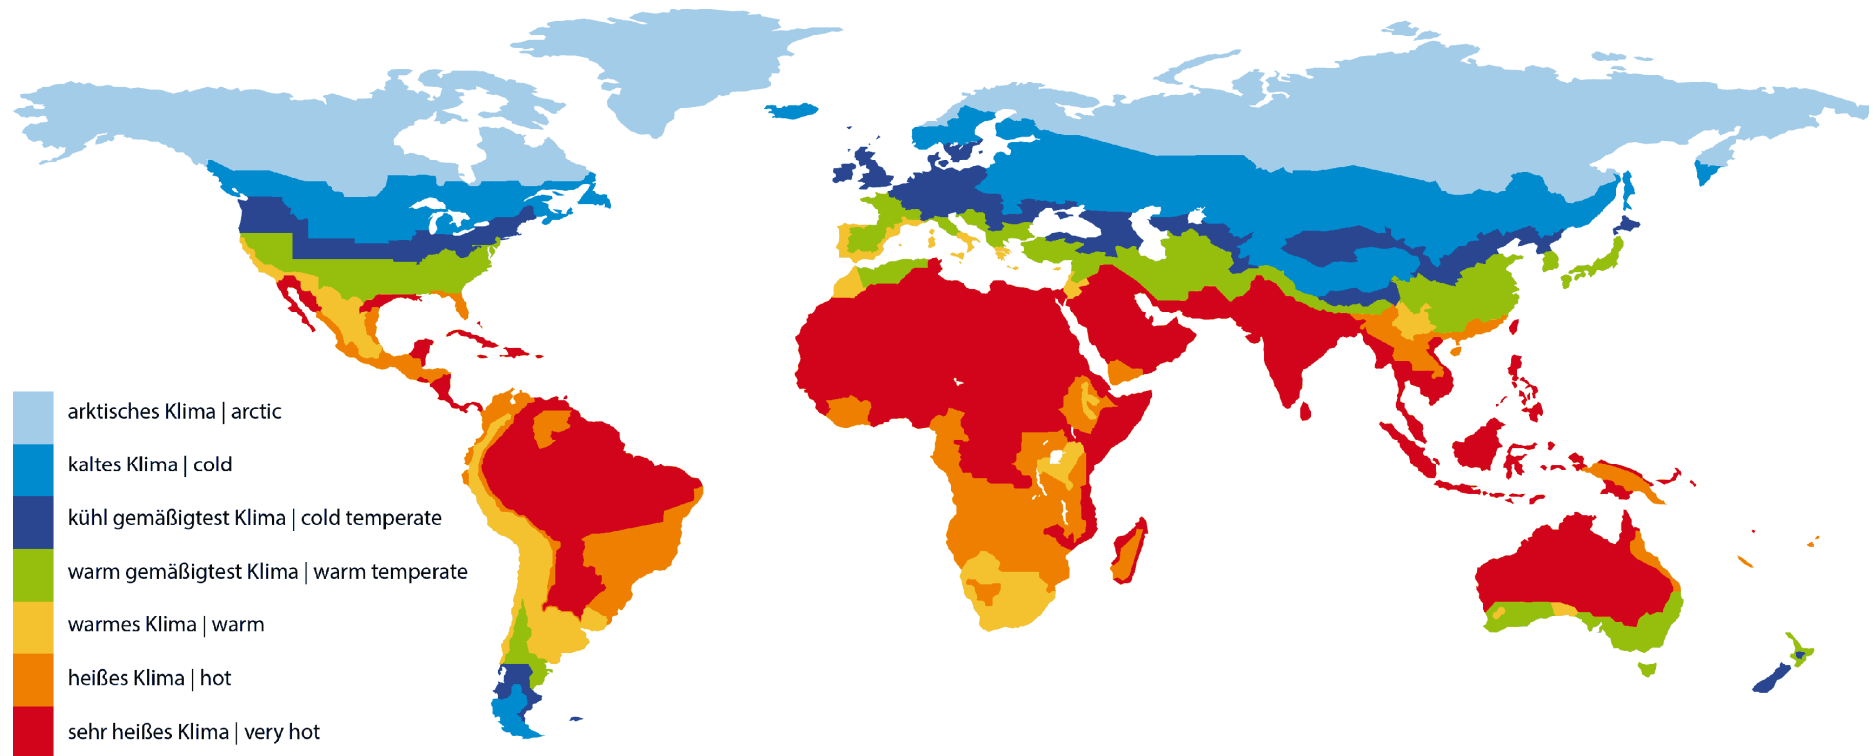 arktisches Klima | arctic
kaltes Klima | cold
kühl gemäßigtest Klima | cold temperate
warm gemäßigtest Klima | warm temperate
warmes Klima | warm
heißes Klima | hot
sehr heißes Klima | very hot